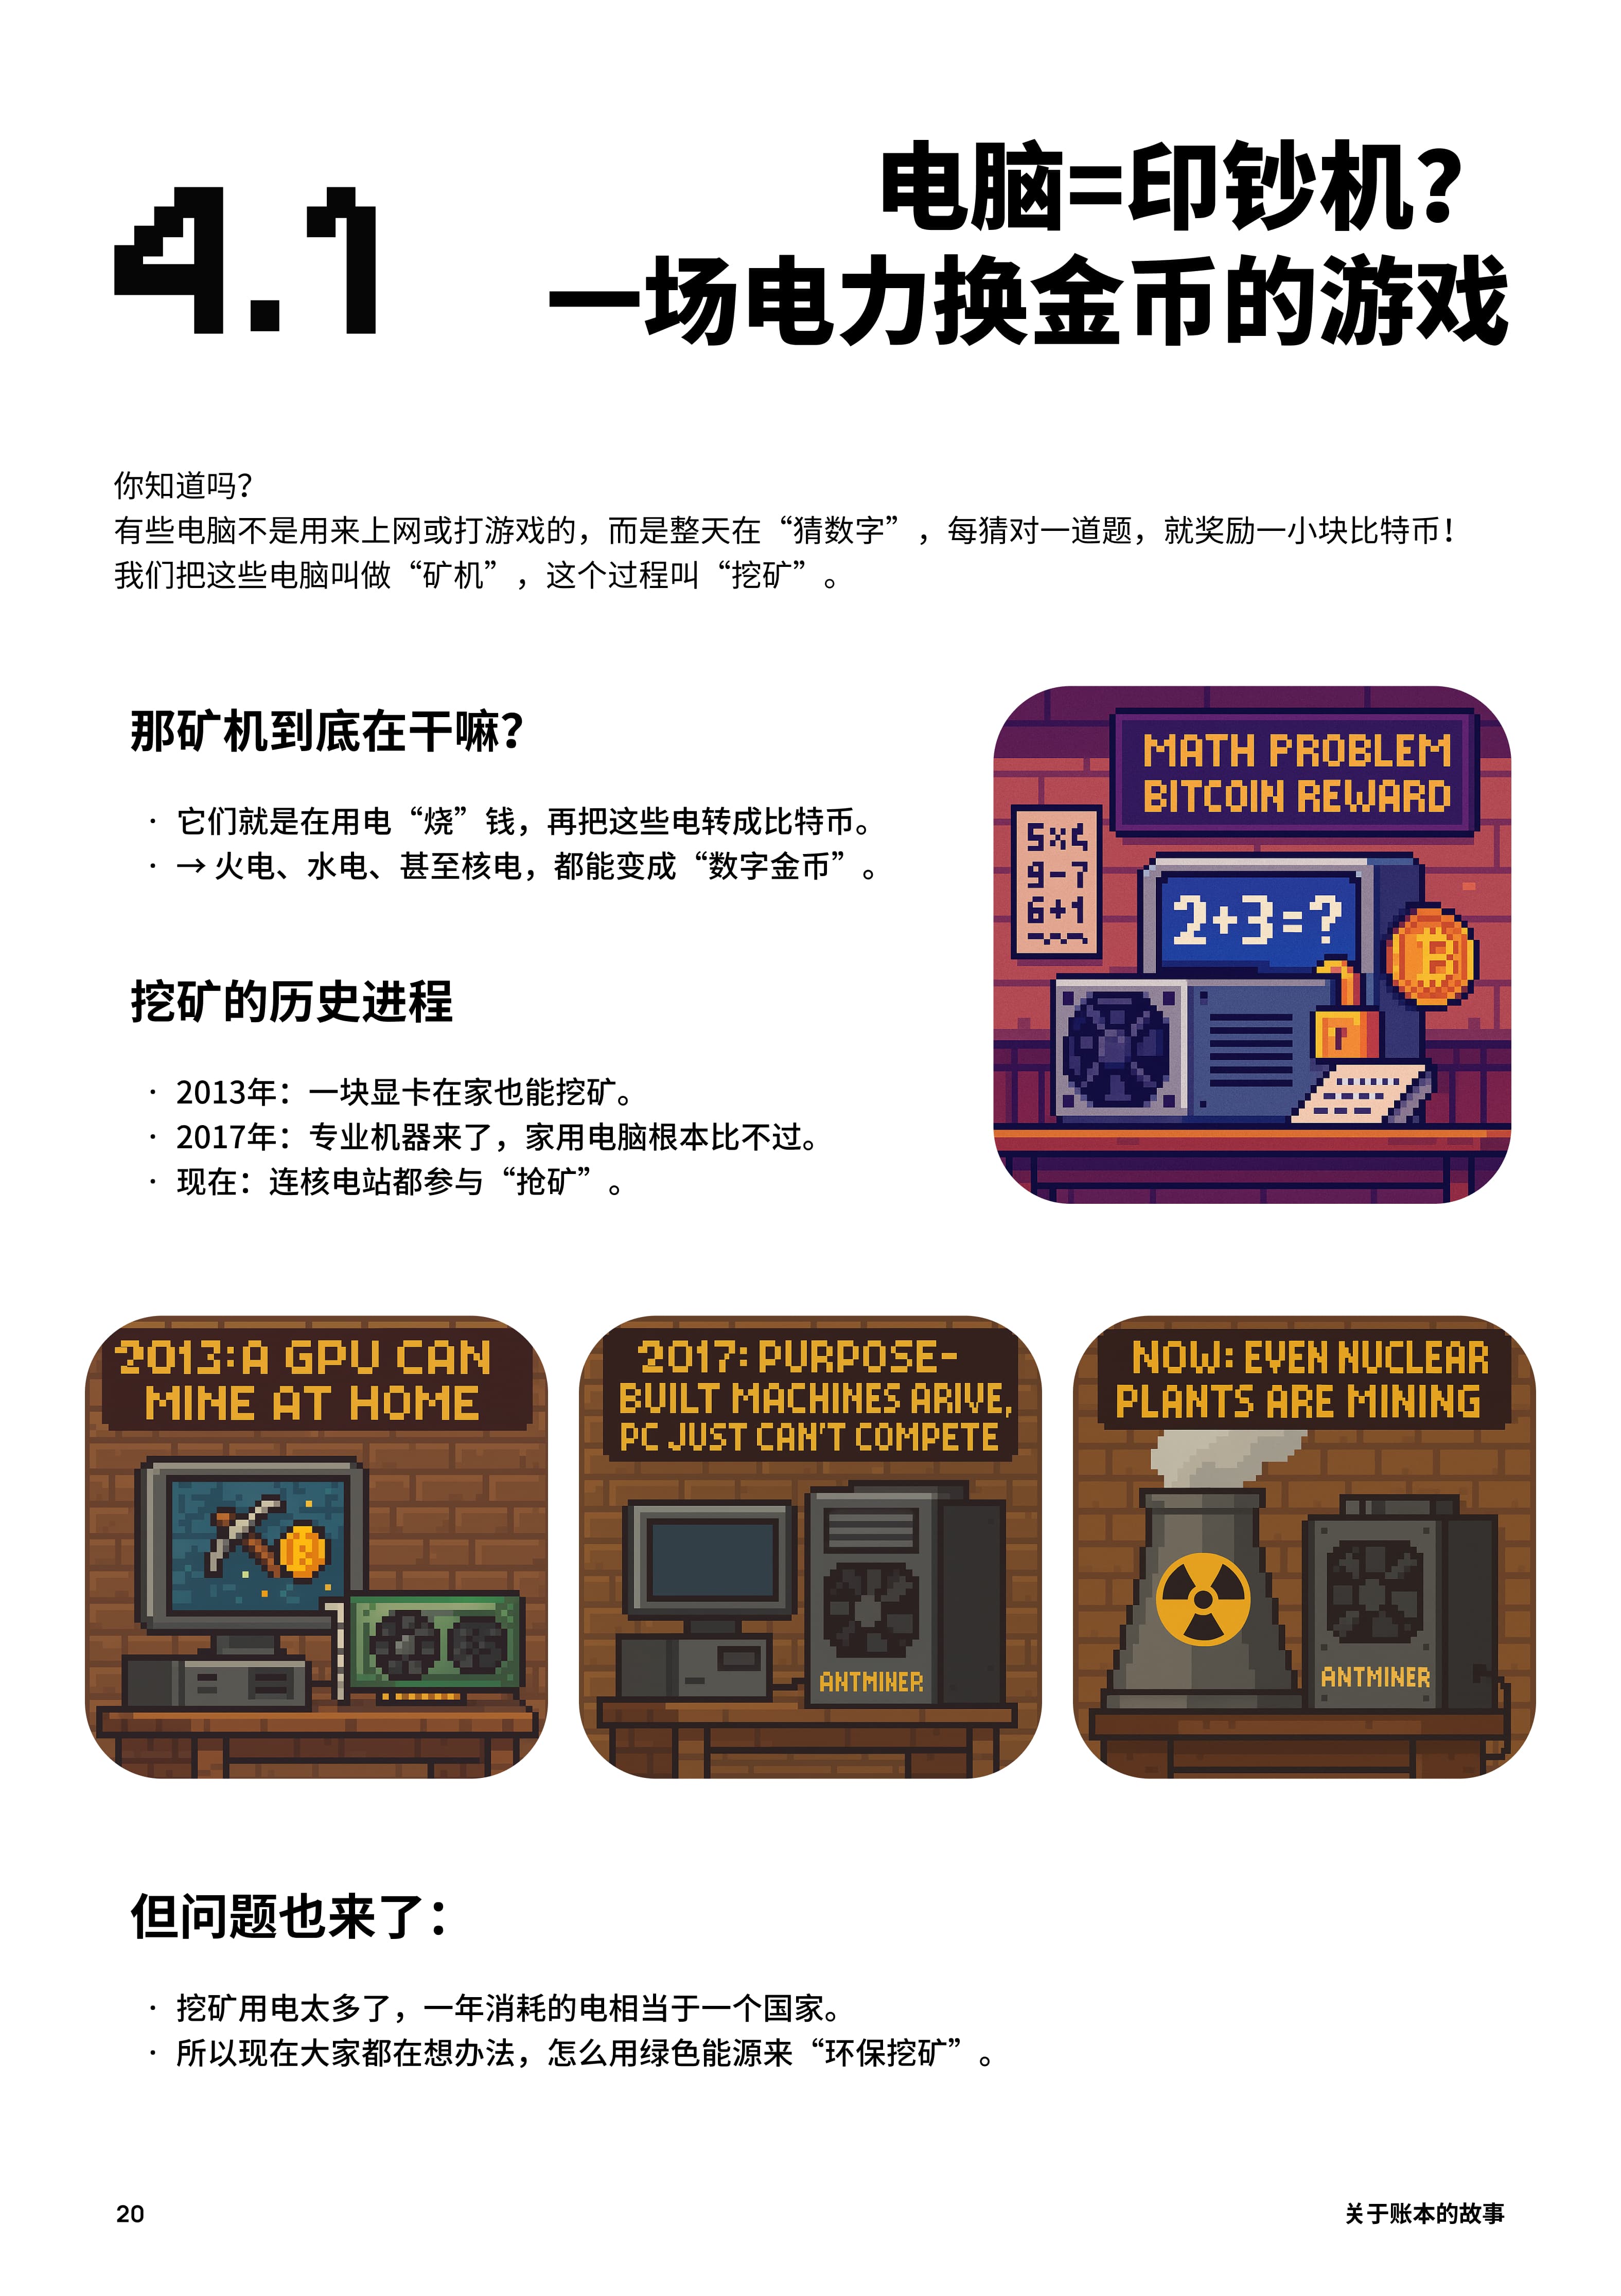 4.1
电脑=印钞机？
一场电力换金币的游戏
你知道吗？
有些电脑不是用来上网或打游戏的，而是整天在“猜数字”，每猜对一道题，就奖励一小块比特币！
我们把这些电脑叫做“矿机”，这个过程叫“挖矿”。
那矿机到底在干嘛？
· 它们就是在用电“烧”钱，再把这些电转成比特币。
· → 火电、水电、甚至核电，都能变成“数字金币”。
挖矿的历史进程
· 2013年：一块显卡在家也能挖矿。
· 2017年：专业机器来了，家用电脑根本比不过。
· 现在：连核电站都参与“抢矿”。
MATH PROBLEM
BITCOIN REWARD
5×4
9-7
6+1
2+3=?
B
2013: A GPU CAN
MINE AT HOME
2017: PURPOSE-
BUILT MACHINES ARIVE,
PC JUST CAN'T COMPETE
ANTMINER
NOW: EVEN NUCLEAR
PLANTS ARE MINING
ANTMINER
但问题也来了：
· 挖矿用电太多了，一年消耗的电相当于一个国家。
· 所以现在大家都在想办法，怎么用绿色能源来“环保挖矿”。
20
关于账本的故事